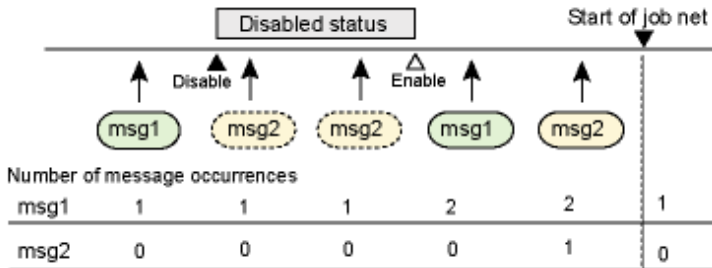 Disabled status
Start of job net
Disable
Enable
msg1 msg2 msg2 msg1 msg2
Number of message occurrences
msg1 1 1 1 2 2 1
msg2 0 0 0 0 1 0